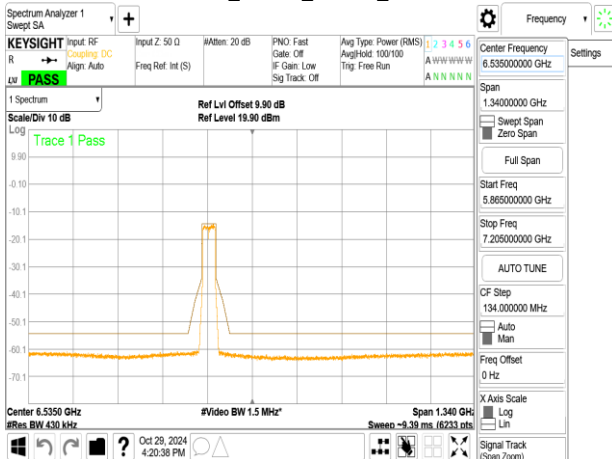 Spectrum Analyzer 1
Swept SA
Frequency
KEYSIGHT
R
LXI
PASS
Input: RF
Coupling: DC
Align: Auto
Input Z: 50 Ω
Freq Ref: Int (S)
#Atten: 20 dB
PNO: Fast
Gate: Off
IF Gain: Low
Sig Track: Off
Avg Type: Power (RMS)
Avg|Hold: 100/100
Trig: Free Run
1 2 3 4 5 6
A W W W W W
A N N N N N
1 Spectrum
Scale/Div 10 dB
Ref Lvl Offset 9.90 dB
Ref Level 19.90 dBm
Log
Trace 1 Pass
9.90
-0.10
-10.1
-20.1
-30.1
-40.1
-50.1
-60.1
-70.1
Center 6.5350 GHz
#Res BW 430 kHz
#Video BW 1.5 MHz*
Span 1.340 GHz
Sweep ~9.39 ms (6233 pts
?
Oct 29, 2024
4:20:38 PM
Center Frequency
6.535000000 GHz
Span
1.34000000 GHz
Swept Span
Zero Span
Full Span
Start Freq
5.865000000 GHz
Stop Freq
7.205000000 GHz
AUTO TUNE
CF Step
134.000000 MHz
Auto
Man
Freq Offset
0 Hz
X Axis Scale
Log
Lin
Signal Track
(Span Zoom)
Settings